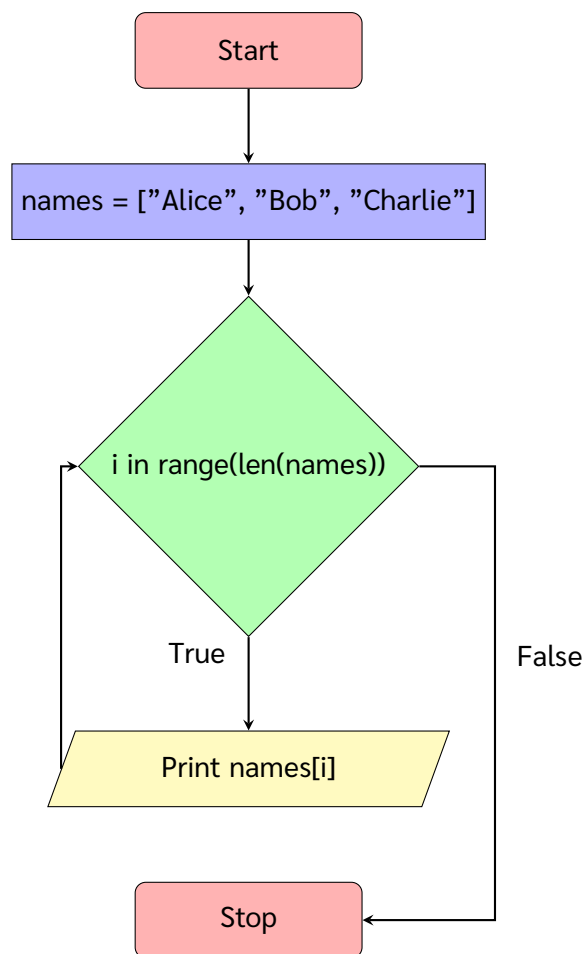 Start
names = [”Alice”, ”Bob”, ”Charlie”]
i in range(len(names))
True
False
Print names[i]
Stop